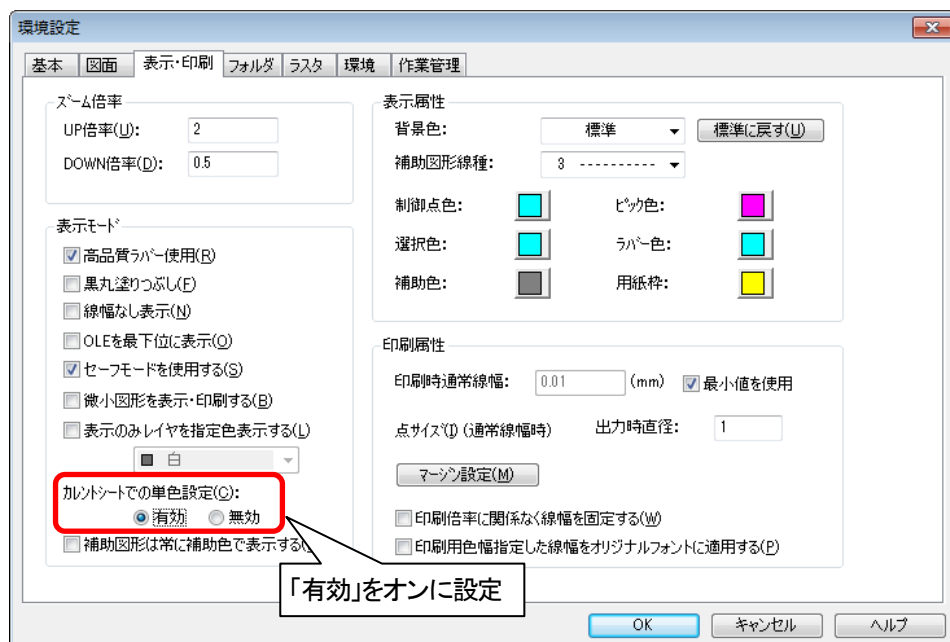 環境設定
基本 図面 表示・印刷 フォルダ ラスタ 環境 作業管理
ズーム倍率
UP倍率(U): 2
DOWN倍率(D): 0.5
表示モード
高品質ラバー使用(R)
黒丸塗りつぶし(F)
線幅なし表示(N)
OLEを最下位に表示(O)
セーフモードを使用する(S)
微小図形を表示・印刷する(B)
表示のみレイヤを指定色表示する(L)
白
カレントシートでの単色設定(C):
有効 無効
補助図形は常に補助色で表示する
表示属性
背景色: 標準 標準に戻す(U)
補助図形線種: 3 ----------
制御点色: ピック色:
選択色: ラバー色:
補助色: 用紙枠:
印刷属性
印刷時通常線幅: 0.01 (mm) 最小値を使用
点サイズ(I) (通常線幅時) 出力時直径: 1
マージン設定(M)
印刷倍率に関係なく線幅を固定する(W)
印刷用色幅指定した線幅をオリジナルフォントに適用する(P)
「有効」をオンに設定
OK キャンセル ヘルプ